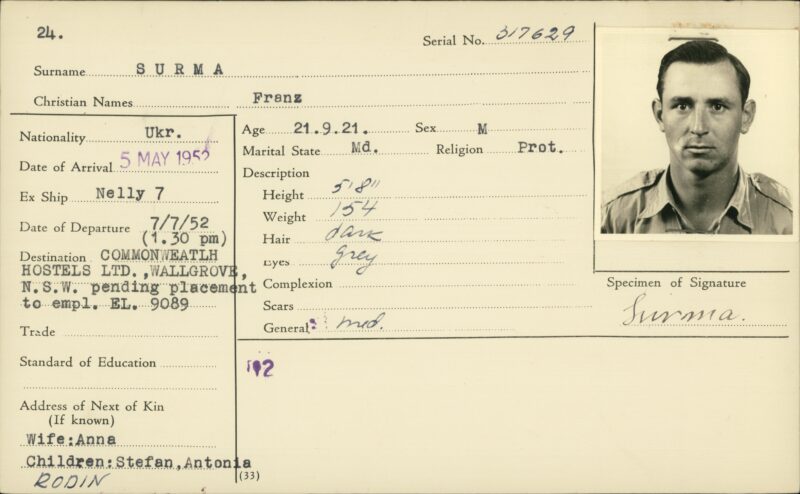 24.
Serial No. 317629
Surname SURMA
Christian Names Franz
Nationality Ukr.
Date of Arrival 5 MAY 1952
Ex Ship Nelly 7
Date of Departure 7/7/52
(1.30 pm)
Destination COMMONWEATLH
HOSTELS LTD., WALLGROVE,
N.S.W. pending placement
to empl. EL. 9089
Trade
Standard of Education
Address of Next of Kin
(If known)
Wife:Anna
Children:Stefan,Antonia
RODIN
(33)
Age 21.9.21. Sex M
Marital State Md. Religion Prot.
Description
Height 5'8"
Weight 154
Hair dark
Eyes grey
Complexion
Scars
General: med.
Specimen of Signature
Surma.